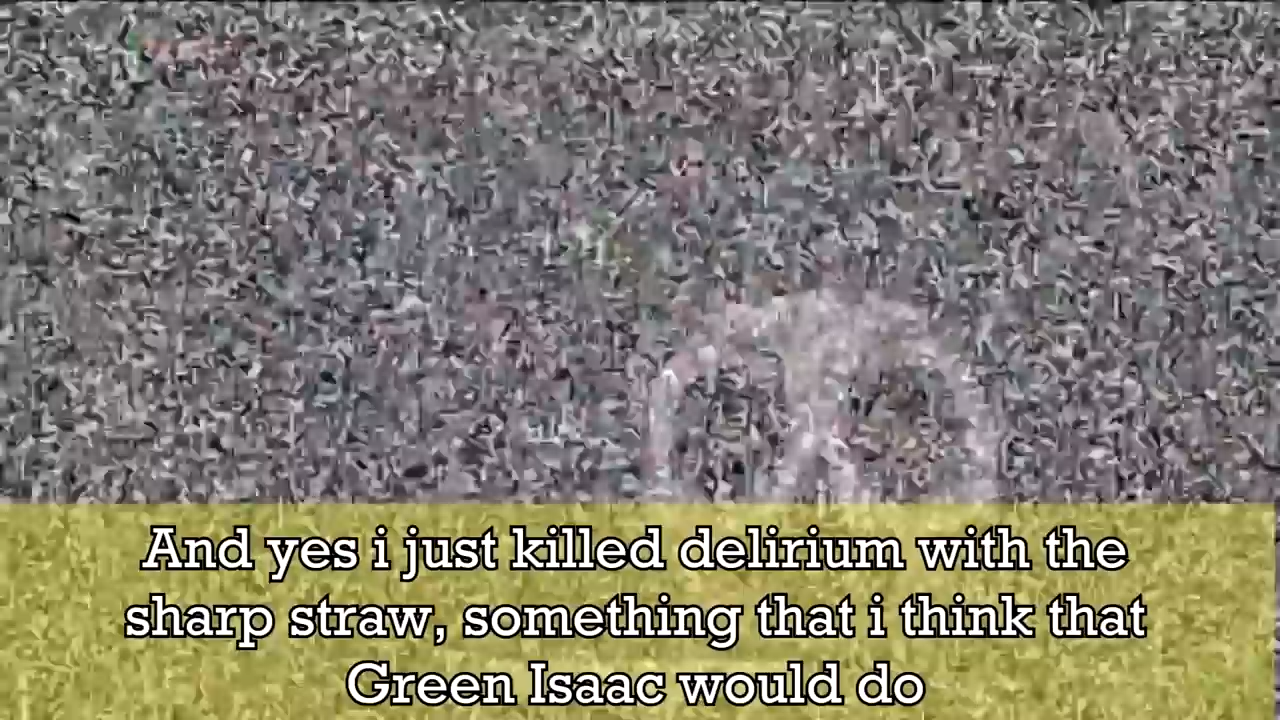 And yes i just killed delirium with the
sharp straw, something that i think that
Green Isaac would do